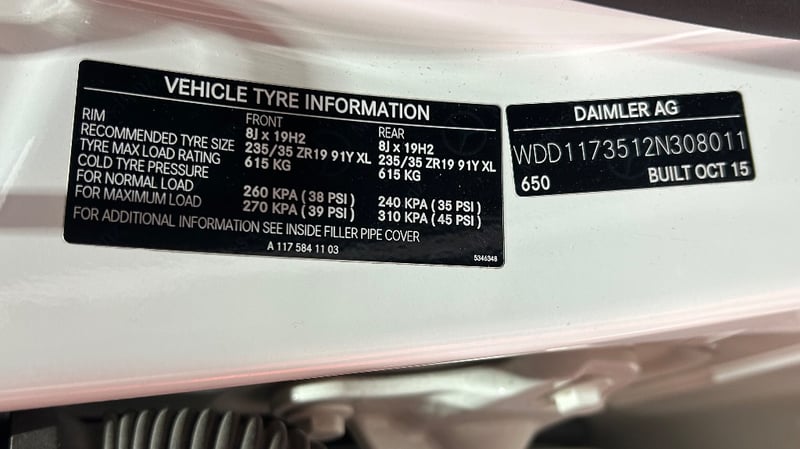 VEHICLE TYRE INFORMATION
FRONT REAR
RIM 8J x 19H2 8J x 19H2
RECOMMENDED TYRE SIZE 235/35 ZR19 91Y XL 235/35 ZR19 91Y XL
TYRE MAX LOAD RATING 615 KG 615 KG
COLD TYRE PRESSURE
FOR NORMAL LOAD 260 KPA ( 38 PSI ) 240 KPA ( 35 PSI )
FOR MAXIMUM LOAD 270 KPA ( 39 PSI ) 310 KPA ( 45 PSI )
FOR ADDITIONAL INFORMATION SEE INSIDE FILLER PIPE COVER
A 117 584 11 03
5346348
DAIMLER AG
WDD1173512N308011
650 BUILT OCT 15